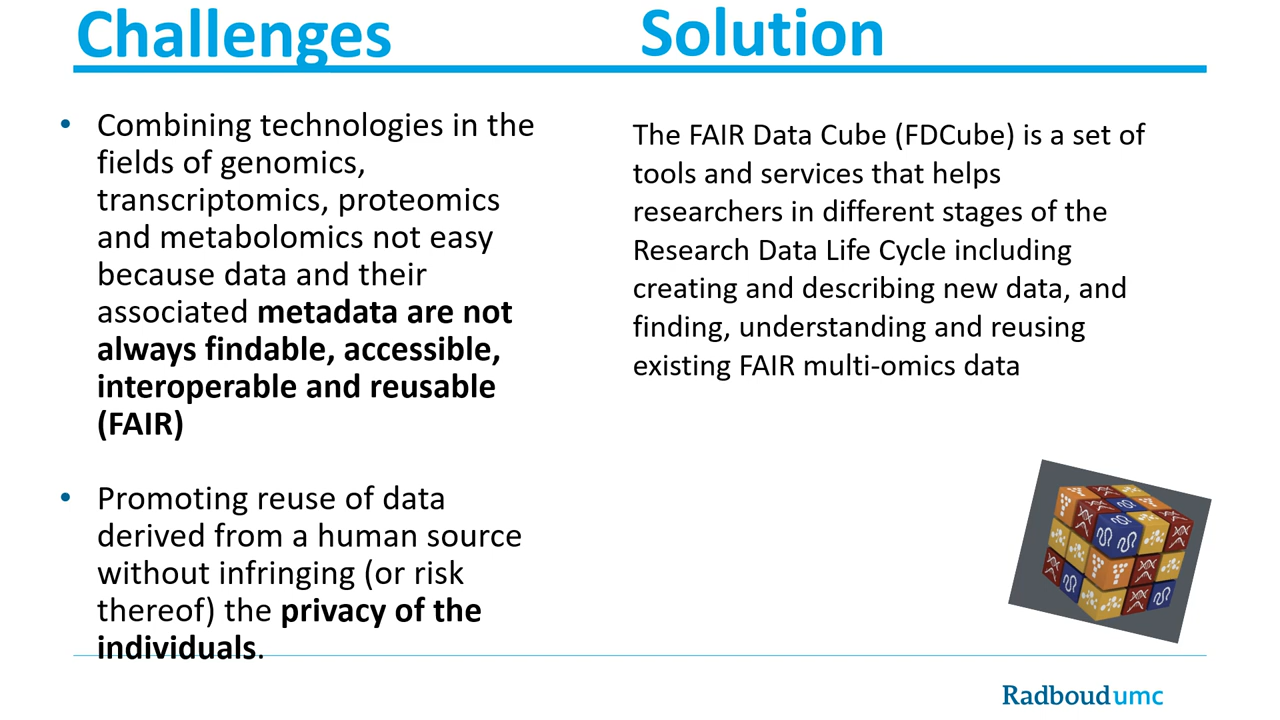 Challenges
Solution
• Combining technologies in the
fields of genomics,
transcriptomics, proteomics
and metabolomics not easy
because data and their
associated metadata are not
always findable, accessible,
interoperable and reusable
(FAIR)
• Promoting reuse of data
derived from a human source
without infringing (or risk
thereof) the privacy of the
individuals.
The FAIR Data Cube (FDCube) is a set of
tools and services that helps
researchers in different stages of the
Research Data Life Cycle including
creating and describing new data, and
finding, understanding and reusing
existing FAIR multi-omics data
Radboudumc